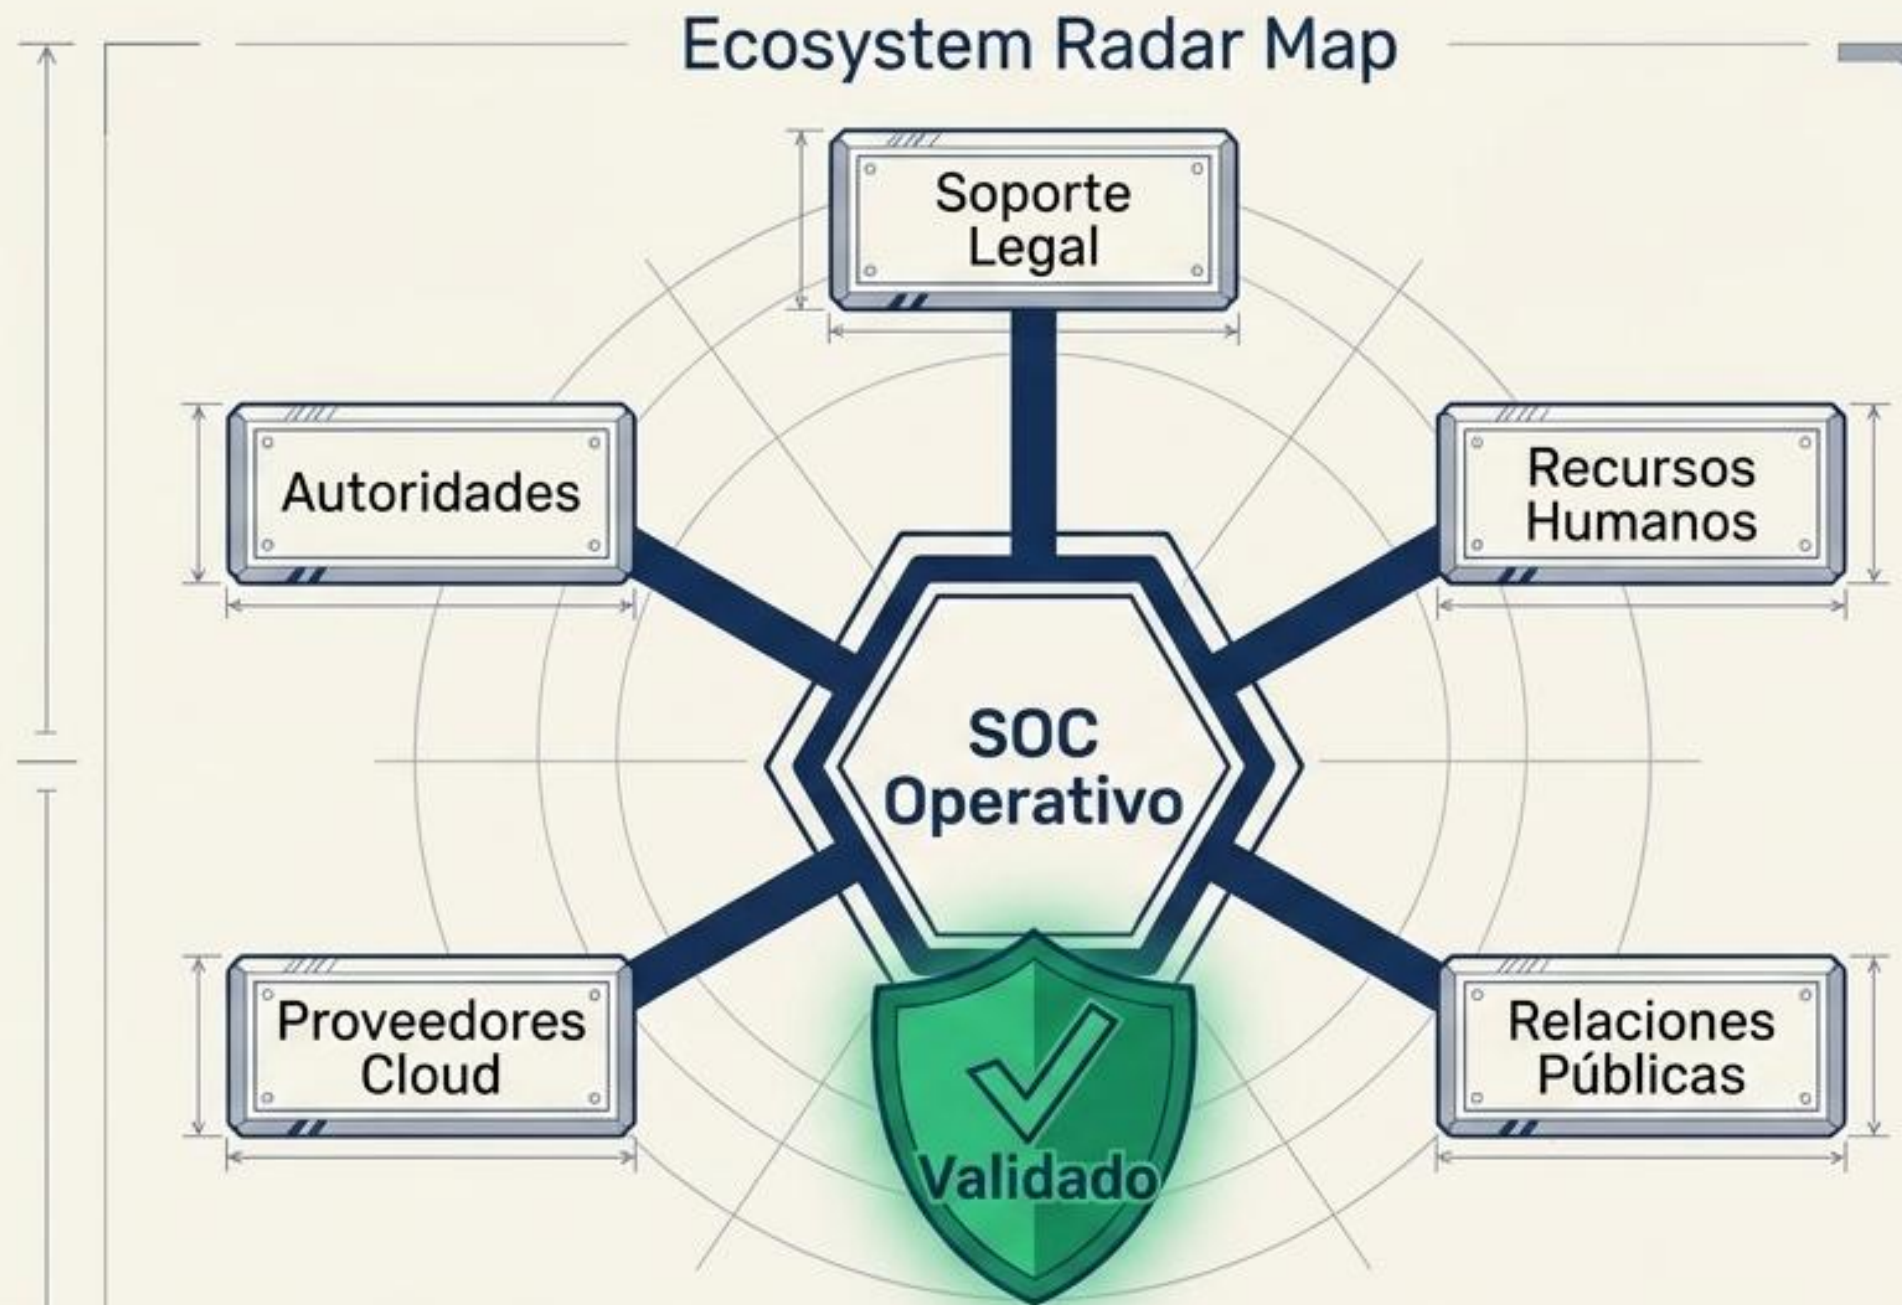 Ecosystem Radar Map
Soporte
Legal
Autoridades
Recursos
Humanos
SOC
Operativo
Proveedores
Cloud
Relaciones
Públicas
Validado